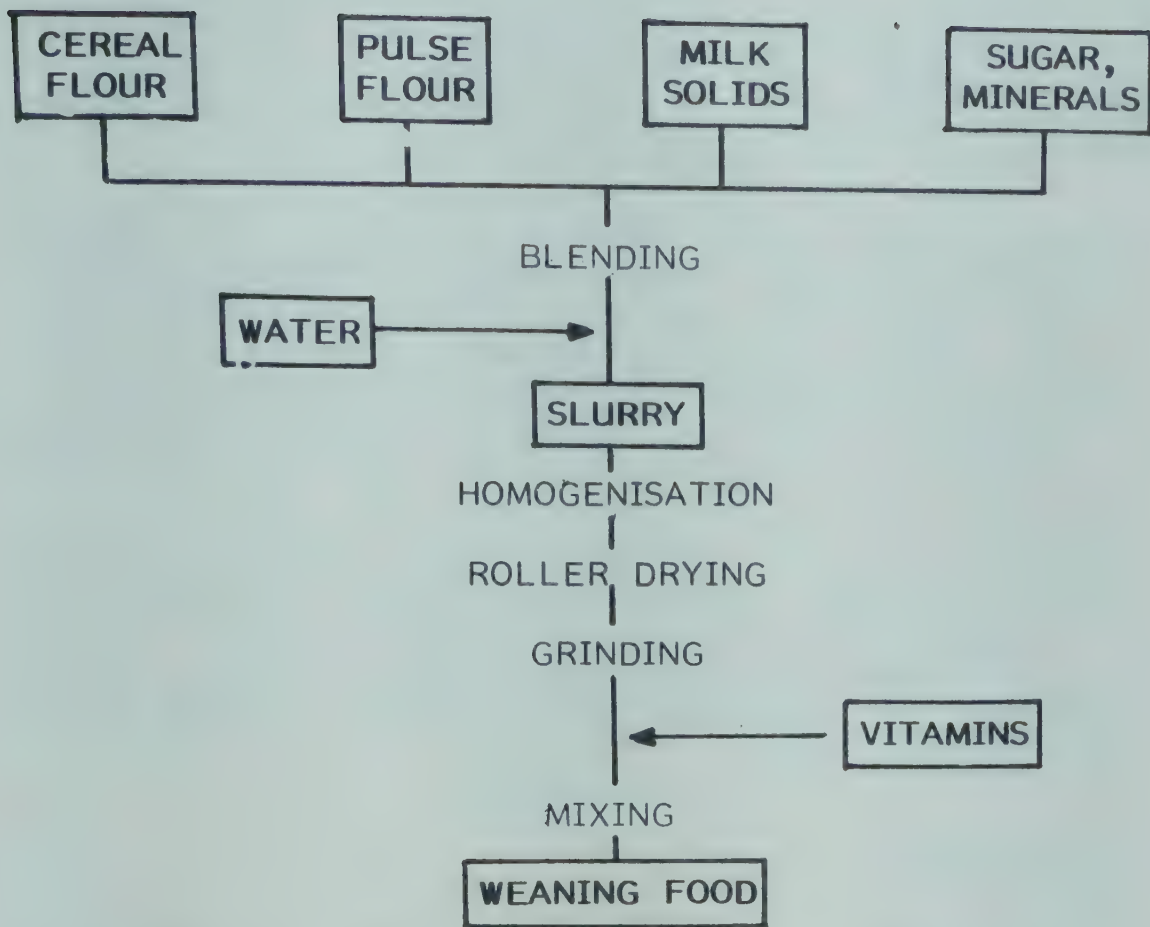 CEREAL
FLOUR
PULSE
FLOUR
MILK
SOLIDS
SUGAR,
MINERALS
BLENDING
WATER
SLURRY
HOMOGENISATION
ROLLER DRYING
GRINDING
VITAMINS
MIXING
WEANING FOOD